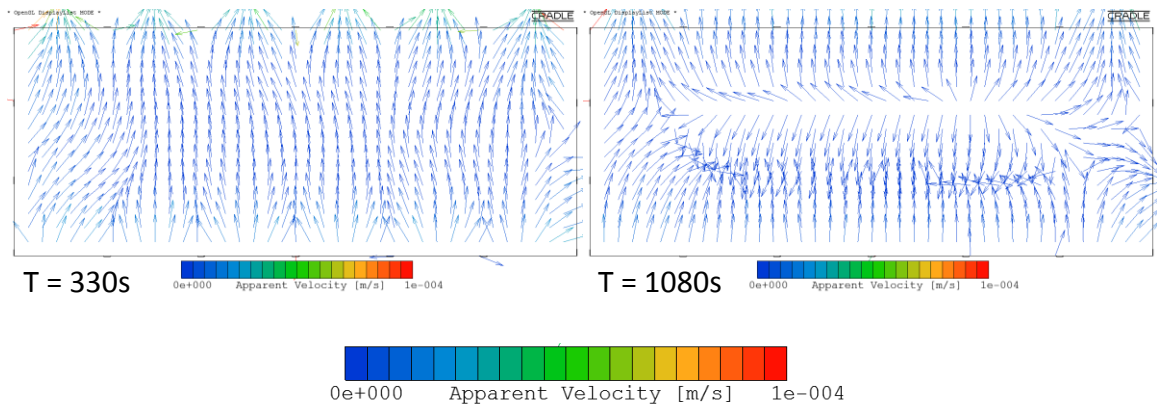 * OpenGL DisplayList MODE *
CRADLE
* OpenGL DisplayList MODE *
CRADLE
T = 330s
0e+000 Apparent Velocity [m/s] 1e-004
T = 1080s
0e+000 Apparent Velocity [m/s] 1e-004
0e+000 Apparent Velocity [m/s] 1e-004